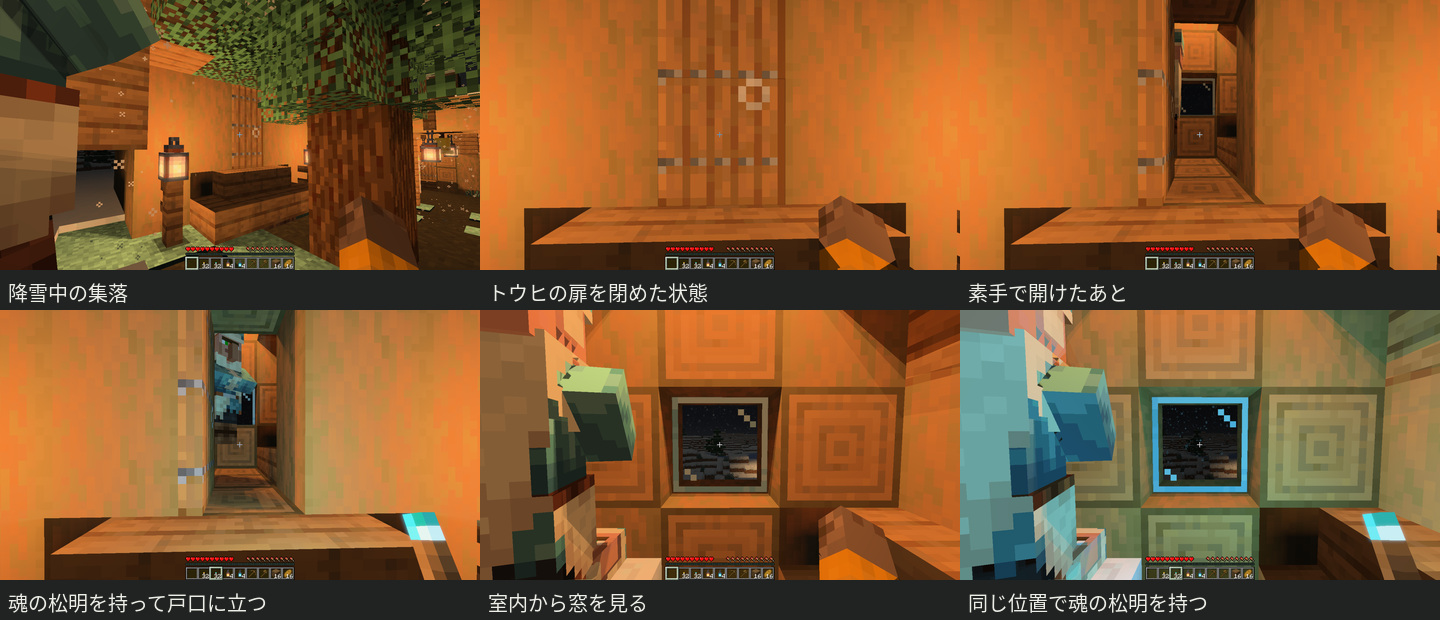 降雪中の集落
トウヒの扉を閉めた状態
素手で開けたあと
魂の松明を持って戸口に立つ
室内から窓を見る
同じ位置で魂の松明を持つ